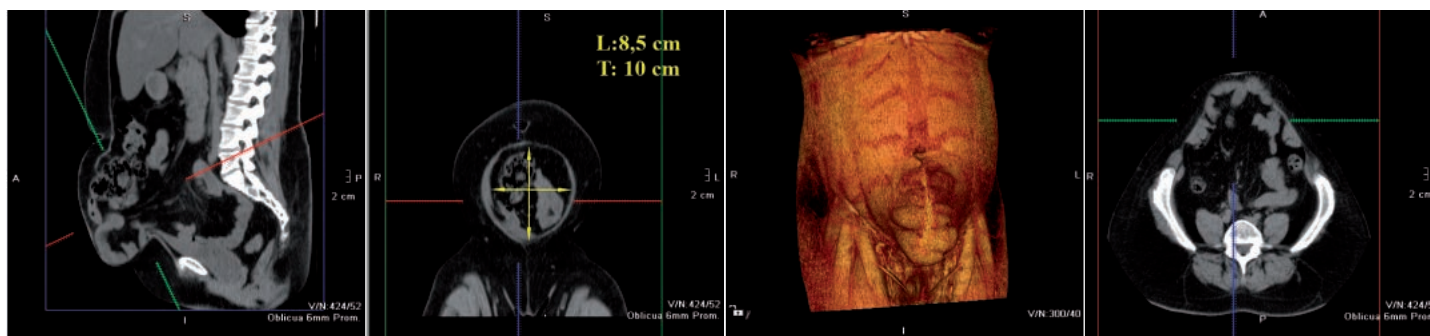 S
A
P
2 cm
V/N: 424/52
Oblicua 6mm Prom.
I
S
L:8,5 cm
T: 10 cm
R
L
2 cm
V/N: 424/52
Oblicua 6mm Prom.
S
R
L
V/N: 300/40
I
A
R
2 cm
V/N: 424/5
Oblicua 6mm Prom.
P